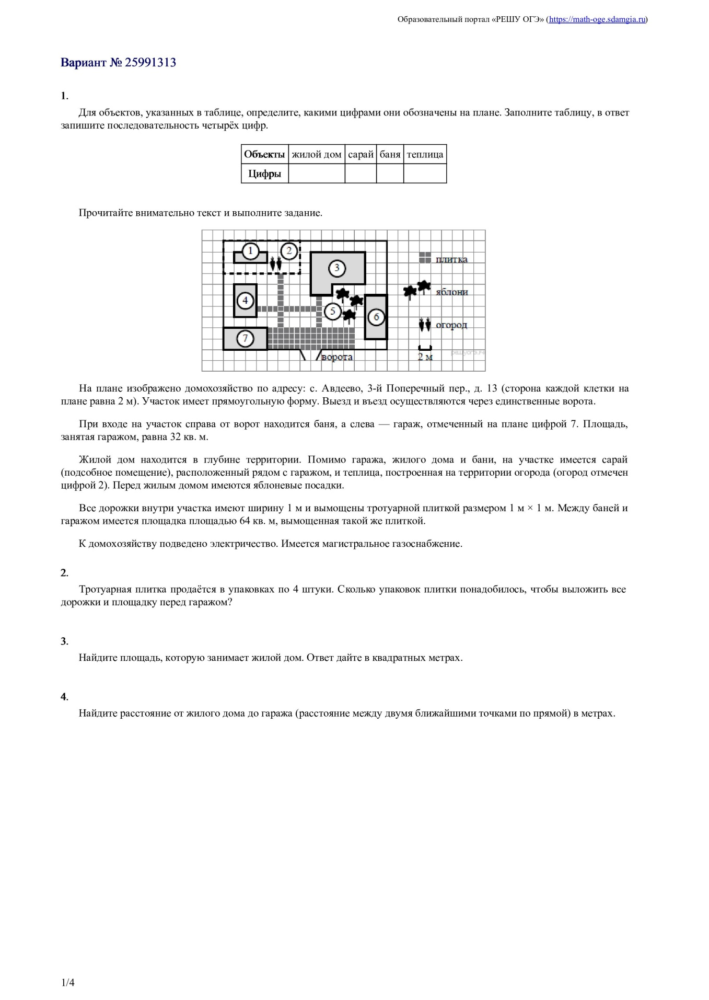 Образовательный портал «РЕШУ ОГЭ» (https://math-oge.sdamgia.ru)
Вариант № 25991313
1.
Для объектов, указанных в таблице, определите, какими цифрами они обозначены на плане. Заполните таблицу, в ответ
запишите последовательность четырёх цифр.
Объекты жилой дом сарай баня теплица
Цифры
Прочитайте внимательно текст и выполните задание.
1 2
3
плитка
4
яблони
5
6
огород
7
ворота
2 м
решуогэ.рф
На плане изображено домохозяйство по адресу: с. Авдеево, 3-й Поперечный пер., д. 13 (сторона каждой клетки на
плане равна 2 м). Участок имеет прямоугольную форму. Выезд и въезд осуществляются через единственные ворота.
При входе на участок справа от ворот находится баня, а слева — гараж, отмеченный на плане цифрой 7. Площадь,
занятая гаражом, равна 32 кв. м.
Жилой дом находится в глубине территории. Помимо гаража, жилого дома и бани, на участке имеется сарай
(подсобное помещение), расположенный рядом с гаражом, и теплица, построенная на территории огорода (огород отмечен
цифрой 2). Перед жилым домом имеются яблоневые посадки.
Все дорожки внутри участка имеют ширину 1 м и вымощены тротуарной плиткой размером 1 м × 1 м. Между баней и
гаражом имеется площадка площадью 64 кв. м, вымощенная такой же плиткой.
К домохозяйству подведено электричество. Имеется магистральное газоснабжение.
2.
Тротуарная плитка продаётся в упаковках по 4 штуки. Сколько упаковок плитки понадобилось, чтобы выложить все
дорожки и площадку перед гаражом?
3.
Найдите площадь, которую занимает жилой дом. Ответ дайте в квадратных метрах.
4.
Найдите расстояние от жилого дома до гаража (расстояние между двумя ближайшими точками по прямой) в метрах.
1/4